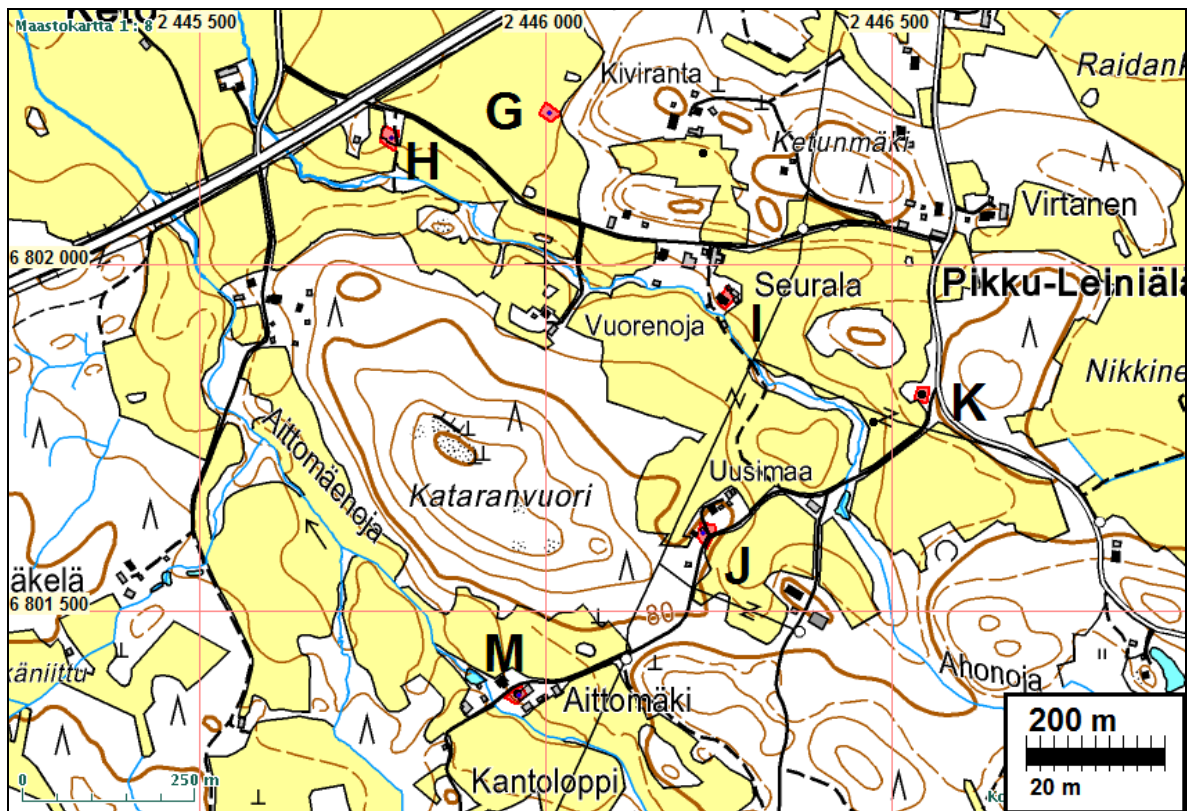 Maastokartta 1 : 8
2 445 500
2 446 000
2 446 500
Kiviranta
Raidank
G
H
Ketunmäki
Virtanen
6 802 000
Seurala
Pikku-Leiniälä
Vuorenoja
I
Nikkine
K
Aittomäenoja
Uusimaa
Kataranvuori
J
äkelä
6 801 500
80
M
Ahonoja
käniittu
Aittomäki
200 m
20 m
0
250 m
Kantoloppi